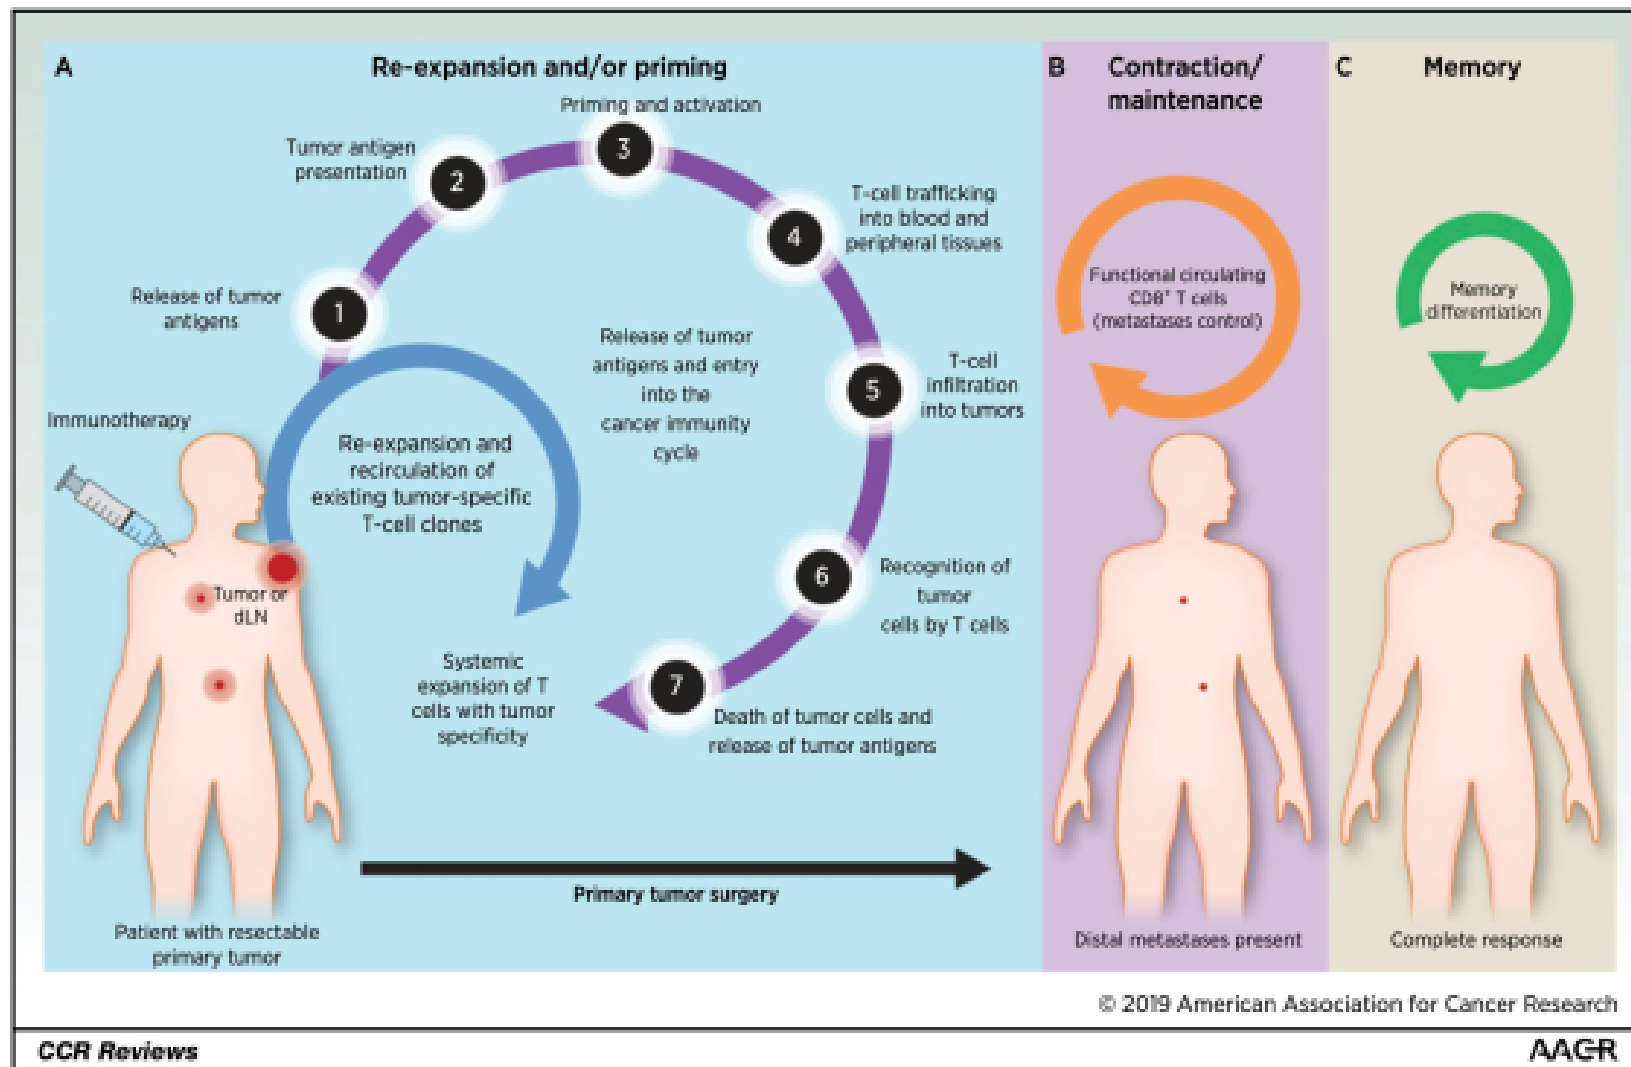 A
Re-expansion and/or priming
Priming and activation
3
Tumor antigen
presentation
2
T-cell trafficking
into blood and
peripheral tissues
4
Release of tumor
antigens
1
Release of tumor
antigens and entry
into the
cancer immunity
cycle
T-cell
infiltration
into tumors
5
Immunotherapy
Re-expansion and
recirculation of
existing tumor-specific
T-cell clones
Tumor or
dLN
6
Recognition of
tumor
cells by T cells
Systemic
expansion of T
cells with tumor
specificity
7
Death of tumor cells and
release of tumor antigens
Primary tumor surgery
Patient with resectable
primary tumor
B
Contraction/
maintenance
Functional circulating
CD8⁺ T cells
(metastases control)
Distal metastases present
C
Memory
Memory
differentiation
Complete response
© 2019 American Association for Cancer Research
CCR Reviews
AACR